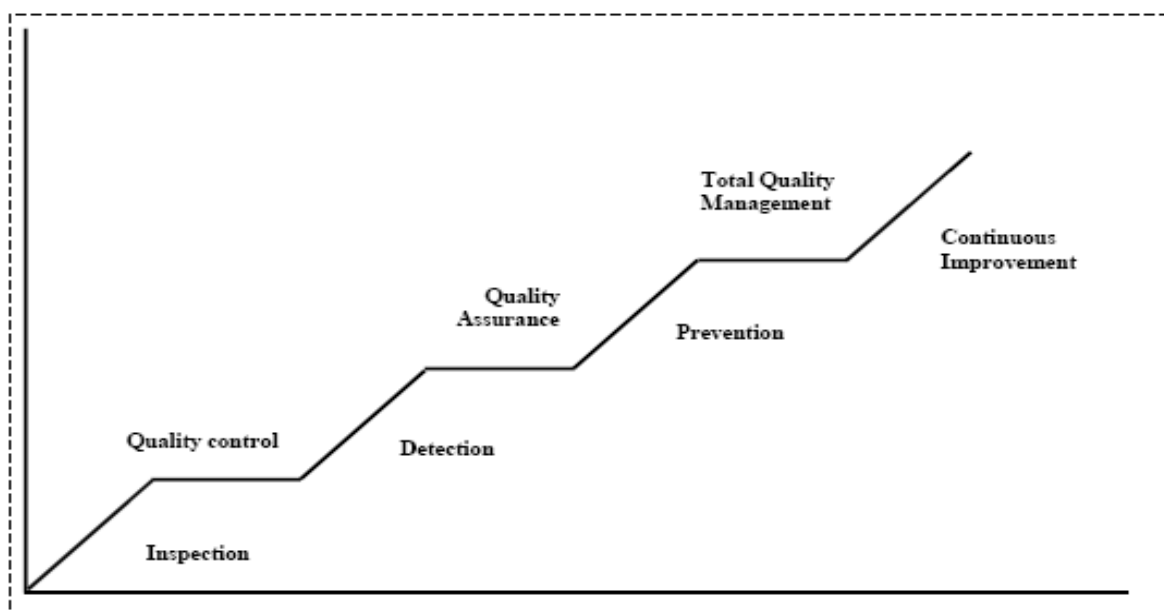 Total Quality
Management
Continuous
Improvement
Quality
Assurance
Prevention
Quality control
Detection
Inspection